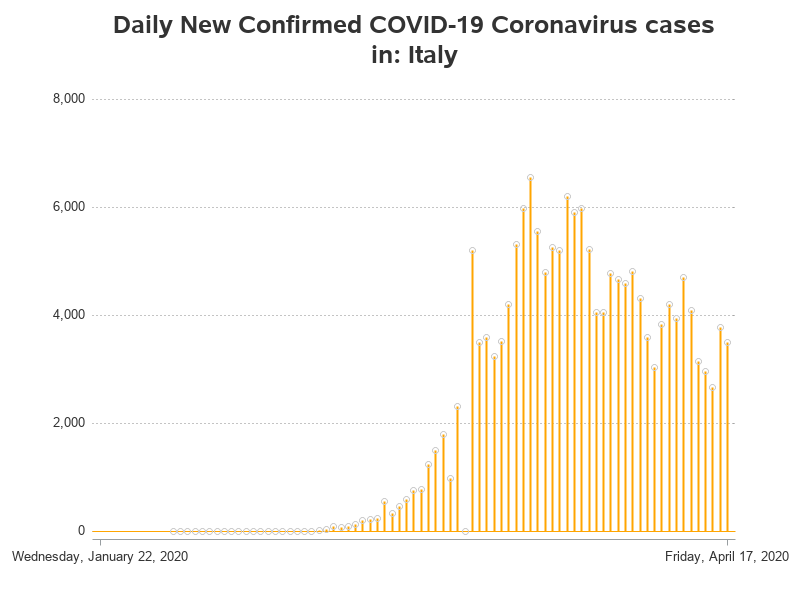 Daily New Confirmed COVID-19 Coronavirus cases
in: Italy
8,000
6,000
4,000
2,000
0
Wednesday, January 22, 2020
Friday, April 17, 2020